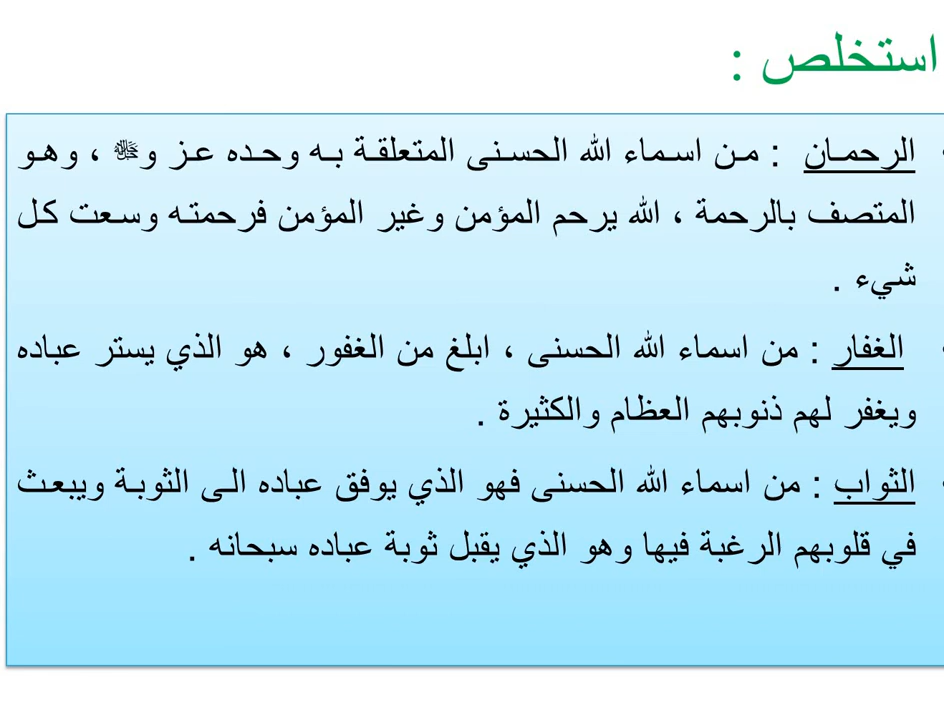 استخلص :
الرحمان : من اسماء الله الحسنى المتعلقة به وحده عز وﷻ ، وهو
المتصف بالرحمة ، الله يرحم المؤمن وغير المؤمن فرحمته وسعت كل
شيء .
الغفار : من اسماء الله الحسنى ، ابلغ من الغفور ، هو الذي يستر عباده
ويغفر لهم ذنوبهم العظام والكثيرة .
الثواب : من اسماء الله الحسنى فهو الذي يوفق عباده الى الثوبة ويبعث
في قلوبهم الرغبة فيها وهو الذي يقبل ثوبة عباده سبحانه .